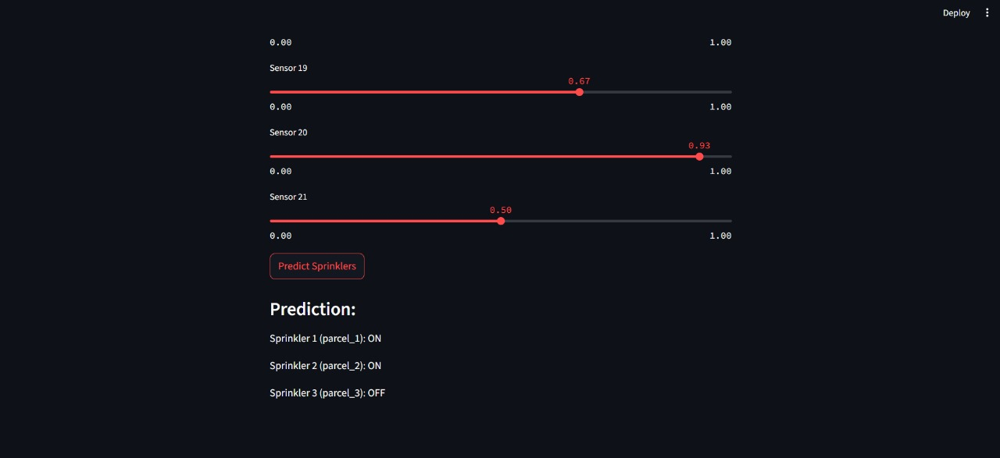 Deploy
0.00 1.00
Sensor 19
0.67
0.00 1.00
Sensor 20
0.93
0.00 1.00
Sensor 21
0.50
0.00 1.00
Predict Sprinklers
Prediction:
Sprinkler 1 (parcel_1): ON
Sprinkler 2 (parcel_2): ON
Sprinkler 3 (parcel_3): OFF